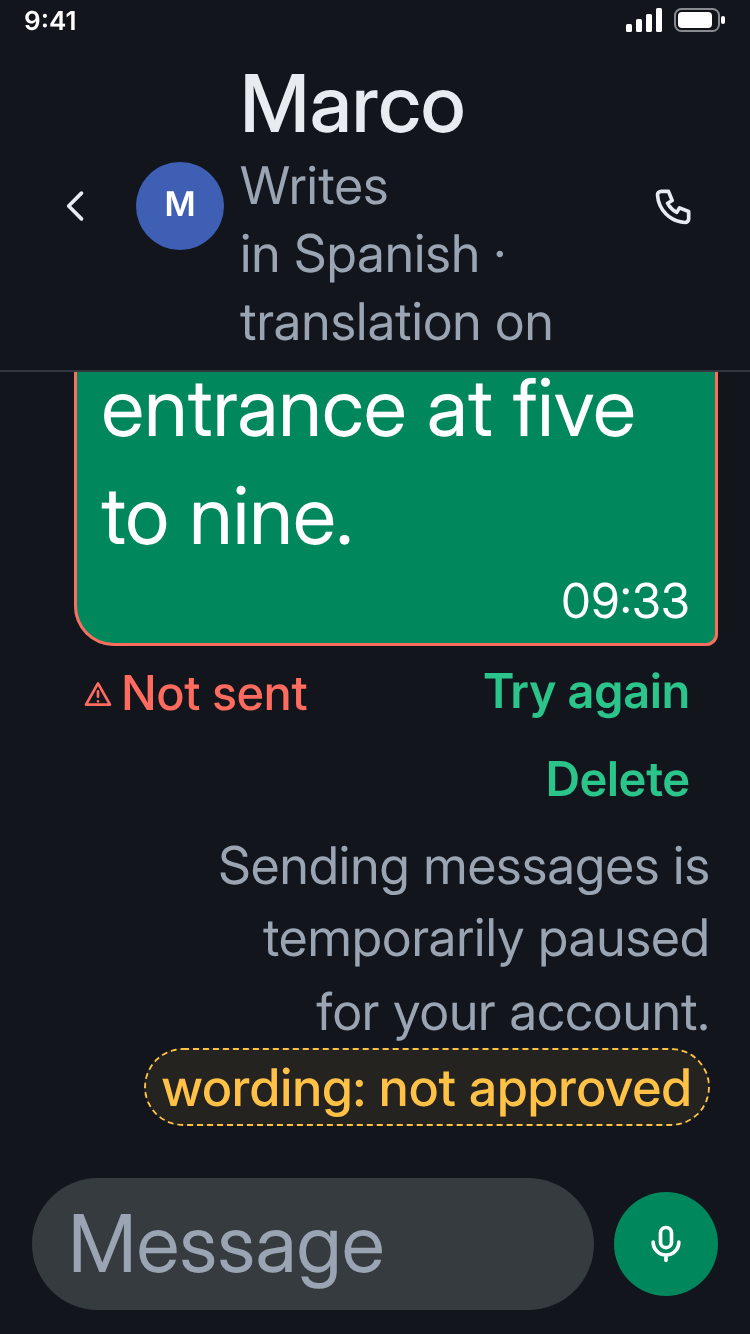 9:41
Marco
M
Writes
in Spanish ·
translation on
entrance at five
to nine.
09:33
Not sent
Try again
Delete
Sending messages is
temporarily paused
for your account.
wording: not approved
Message